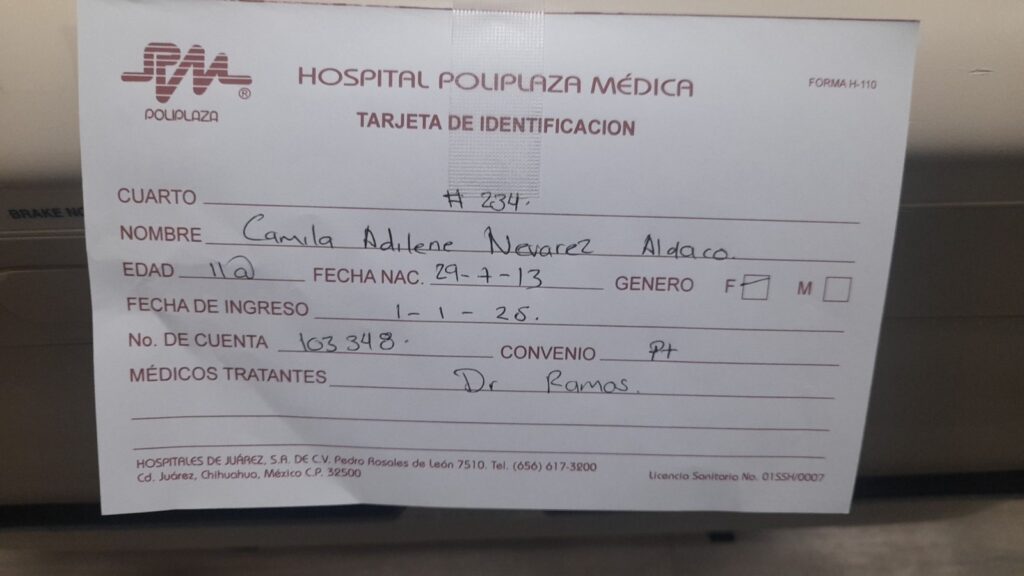 SPM ®
POLIPLAZA
HOSPITAL POLIPLAZA MÉDICA
FORMA H-110
TARJETA DE IDENTIFICACION
CUARTO # 234.
NOMBRE Camila Adilene Nevarez Aldaco.
EDAD 11a FECHA NAC. 29-7-13 GENERO F M
FECHA DE INGRESO 1-1-25.
No. DE CUENTA 103348. CONVENIO Pt
MÉDICOS TRATANTES Dr Ramos.
HOSPITALES DE JUÁREZ, S.A. DE C.V. Pedro Rosales de León 7510. Tel. (656) 617-3200
Cd. Juárez, Chihuahua, México C.P. 32500
Licencia Sanitaria No. 01SSH/0007
BRAKE